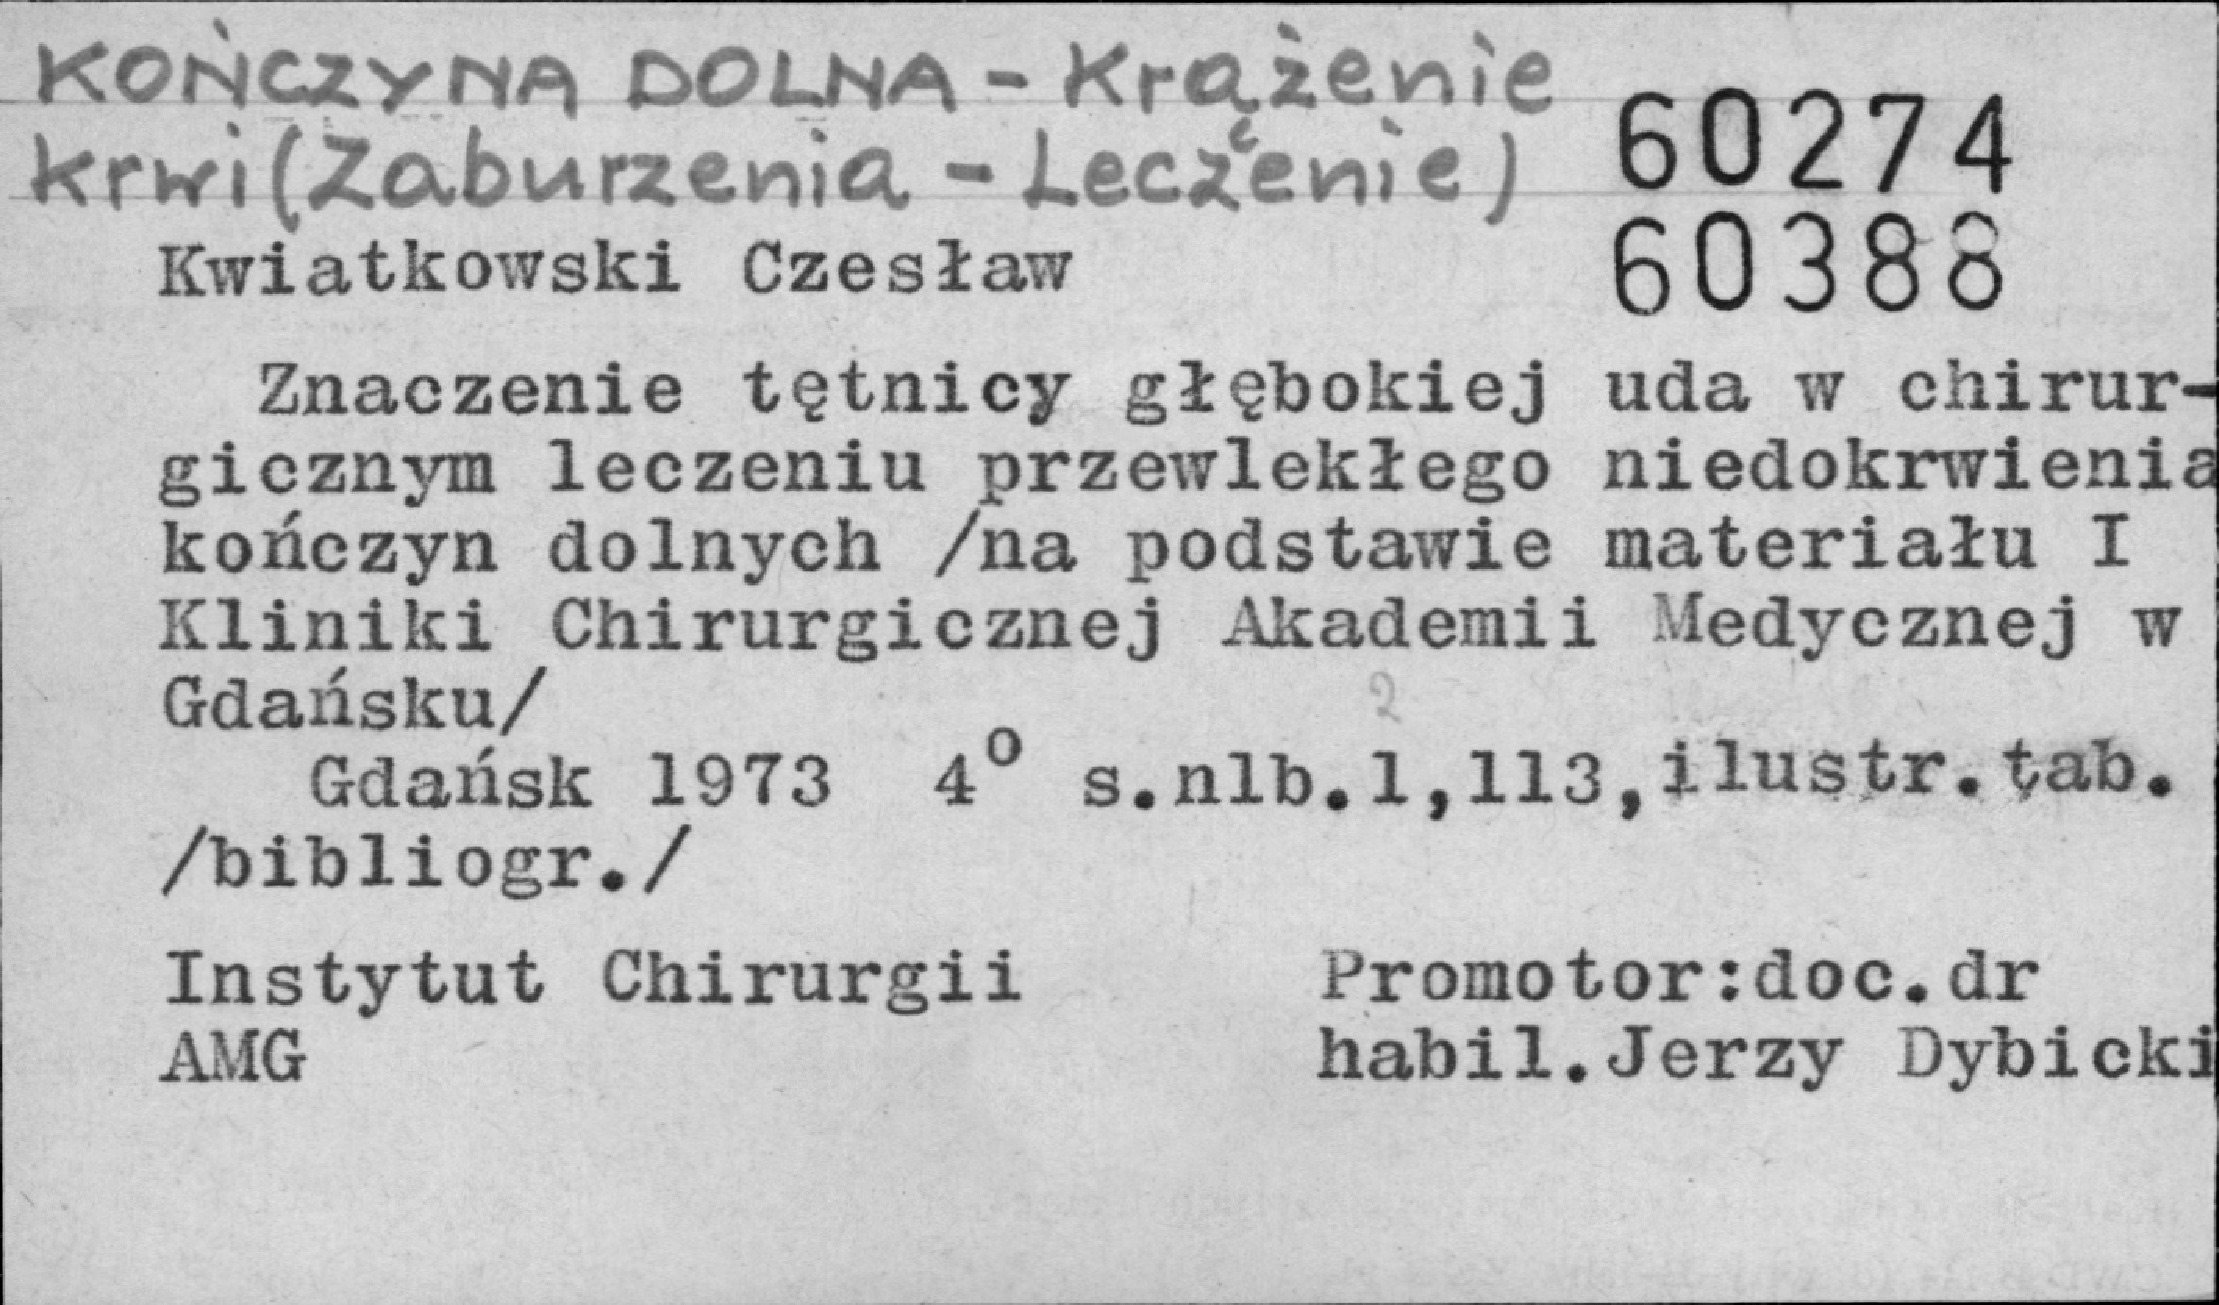 KOŃCZYNA DOLNA - Krążenie
krwi (Zaburzenia - Leczenie)
60274
60388
Kwiatkowski Czesław
Znaczenie tętnicy głębokiej uda w chirur-
gicznym leczeniu przewlekłego niedokrwienia
kończyn dolnych /na podstawie materiału I
Kliniki Chirurgicznej Akademii Medycznej w
Gdańsku/
2
Gdańsk 1973 4º s.nlb.1,113,ilustr.tab.
/bibliogr./
Instytut Chirurgii
AMG
Promotor:doc.dr
habil.Jerzy Dybicki